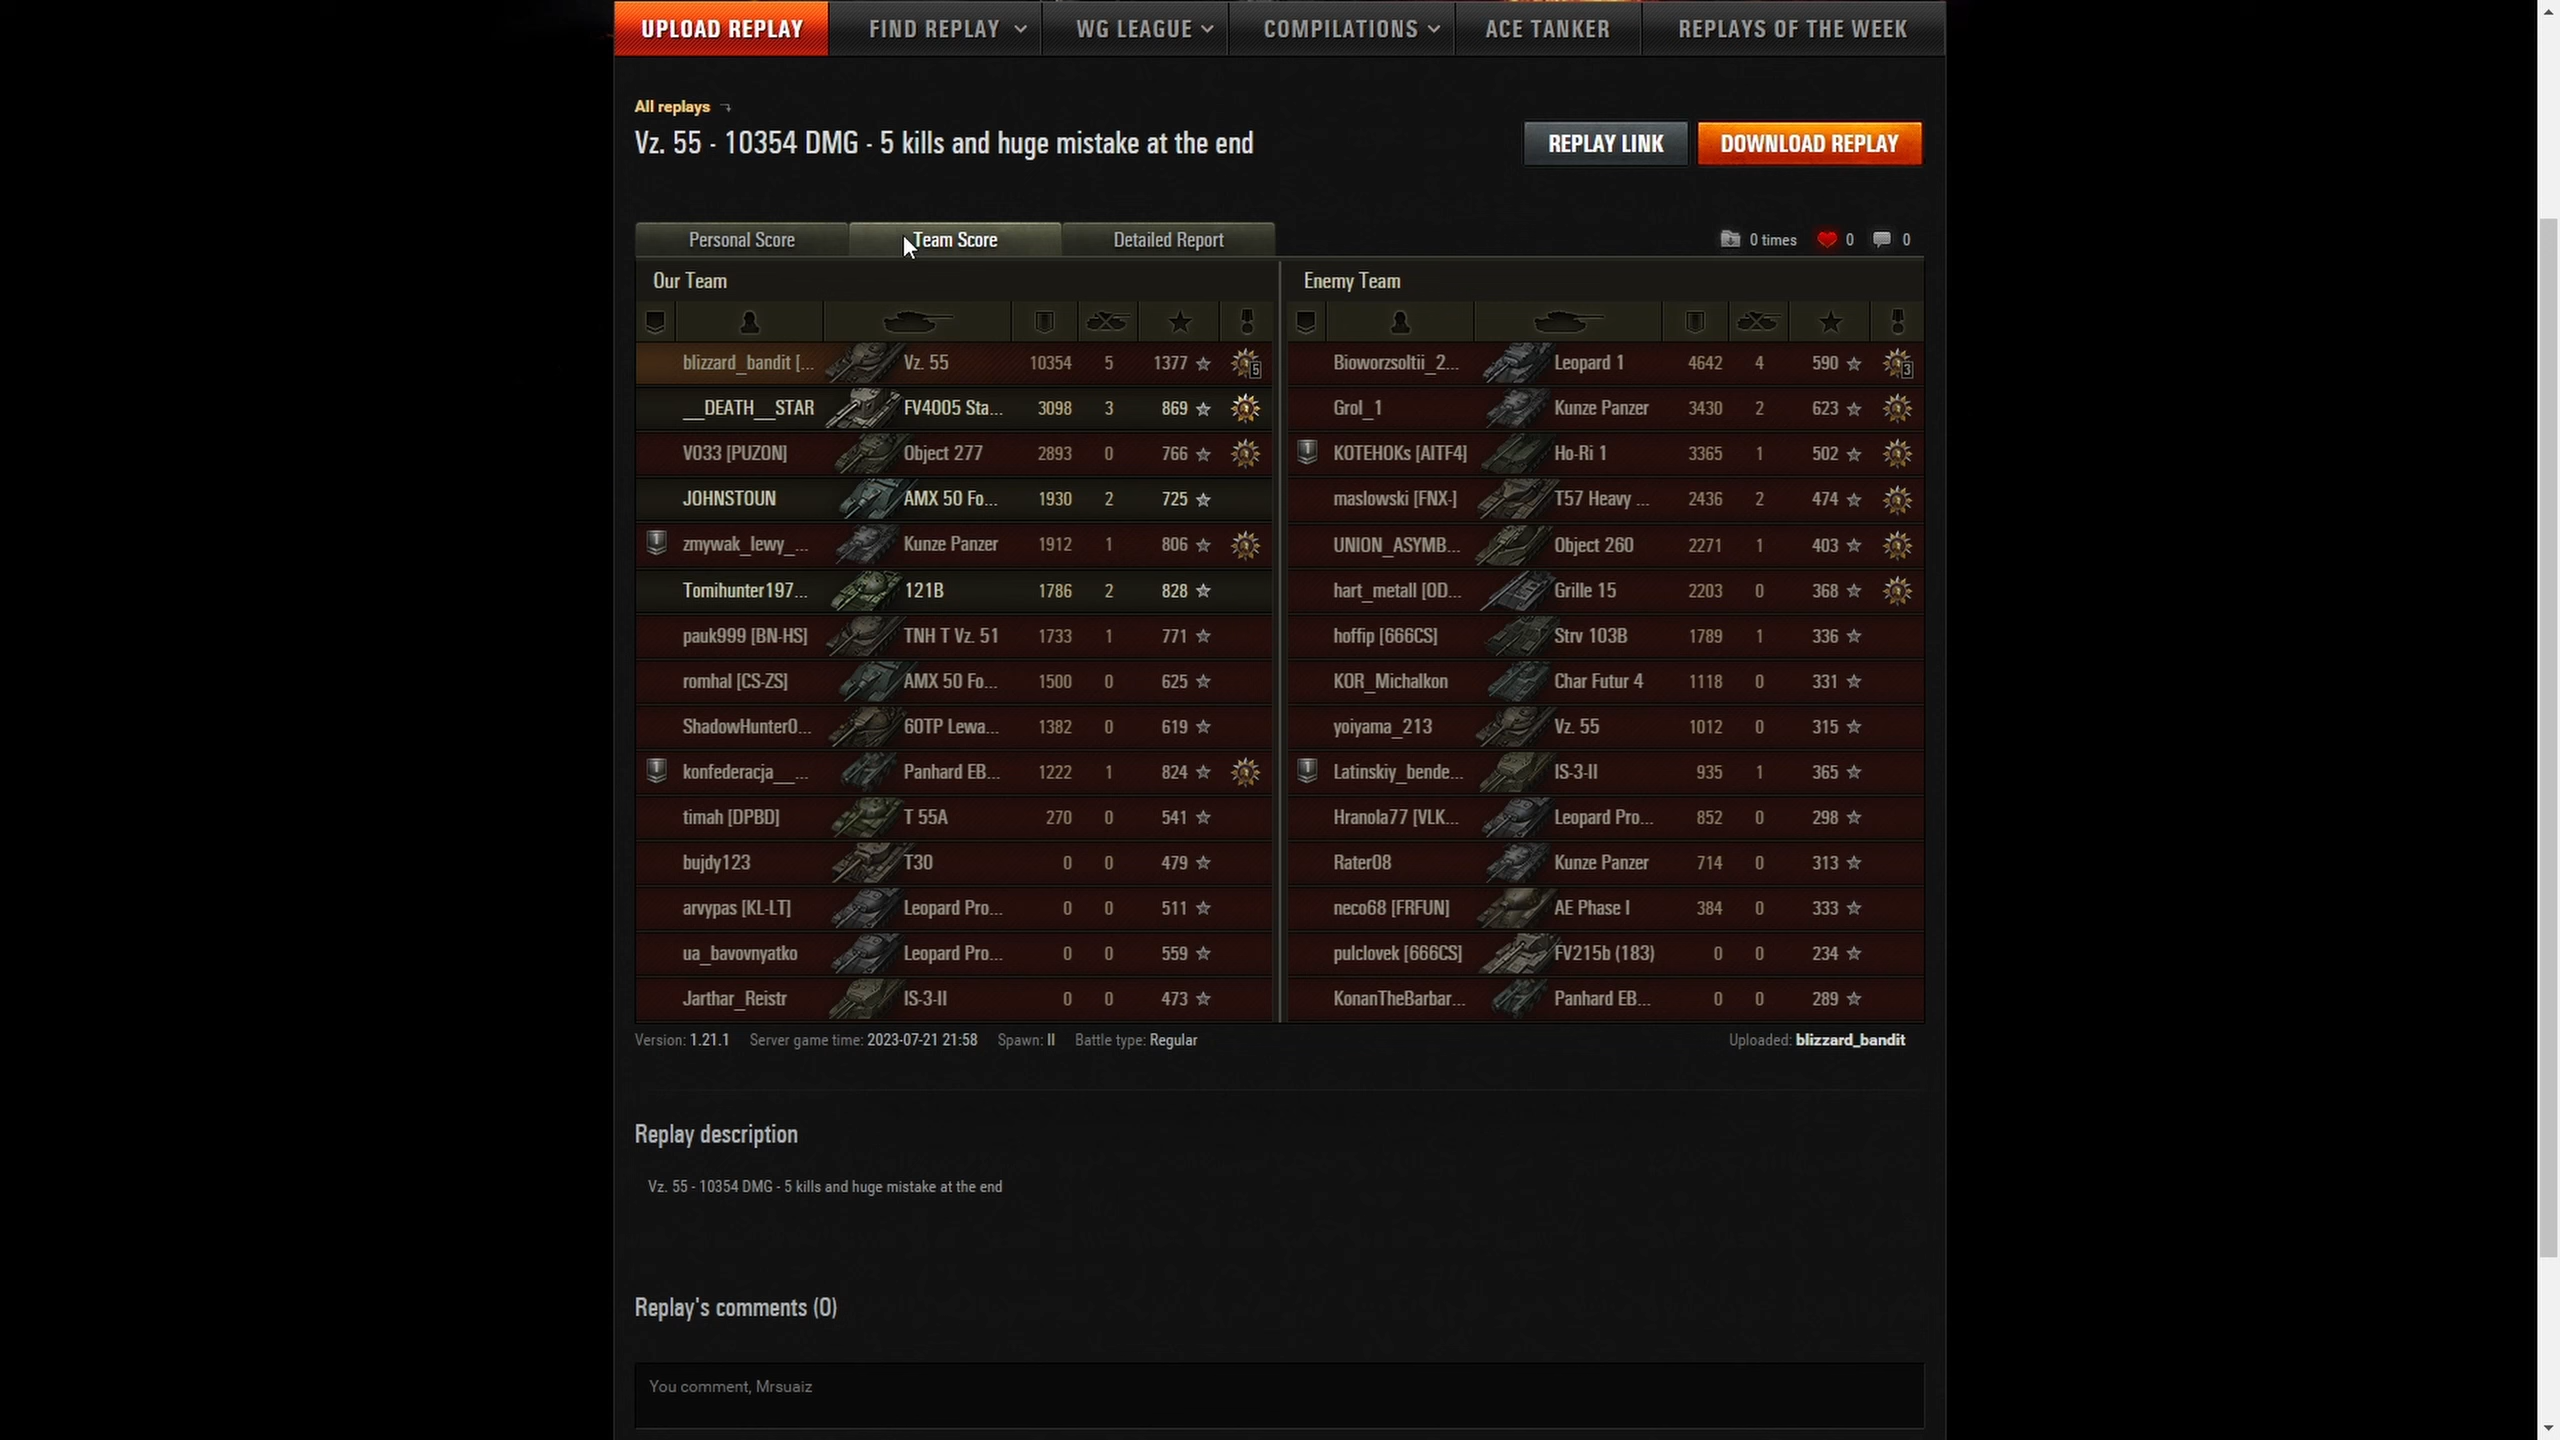 UPLOAD REPLAY FIND REPLAY WG LEAGUE COMPILATIONS ACE TANKER REPLAYS OF THE WEEK
All replays
Vz. 55 - 10354 DMG - 5 kills and huge mistake at the end
REPLAY LINK DOWNLOAD REPLAY
Personal Score Team Score Detailed Report 0 times 0 0
Our Team Enemy Team
blizzard_bandit [... Vz. 55 10354 5 1377 5 Bioworzsoltii_2... Leopard 1 4642 4 590 3
__DEATH__STAR FV4005 Sta... 3098 3 869 Grol_1 Kunze Panzer 3430 2 623
V033 [PUZON] Object 277 2893 0 766 1 KOTEHOKs [AITF4] Ho-Ri 1 3365 1 502
JOHNSTOUN AMX 50 Fo... 1930 2 725 maslowski [FNX-] T57 Heavy ... 2436 2 474
1 zmywak_lewy_... Kunze Panzer 1912 1 806 UNION_ASYMB... Object 260 2271 1 403
Tomihunter197... 121B 1786 2 828 hart_metall [OD... Grille 15 2203 0 368
pauk999 [BN-HS] TNH T Vz. 51 1733 1 771 hoffip [666CS] Strv 103B 1789 1 336
romhal [CS-ZS] AMX 50 Fo... 1500 0 625 KOR_Michalkon Char Futur 4 1118 0 331
ShadowHunter0... 60TP Lewa... 1382 0 619 yoiyama_213 Vz. 55 1012 0 315
1 konfederacja__... Panhard EB... 1222 1 824 1 Latinskiy_bende... IS-3-II 935 1 365
timah [DPBD] T 55A 270 0 541 Hranola77 [VLK... Leopard Pro... 852 0 298
bujdy123 T30 0 0 479 Rater08 Kunze Panzer 714 0 313
arvypas [KL-LT] Leopard Pro... 0 0 511 neco68 [FRFUN] AE Phase I 384 0 333
ua_bavovnyatko Leopard Pro... 0 0 559 pulclovek [666CS] FV215b (183) 0 0 234
Jarthar_Reistr IS-3-II 0 0 473 KonanTheBarbar... Panhard EB... 0 0 289
Version: 1.21.1 Server game time: 2023-07-21 21:58 Spawn: II Battle type: Regular Uploaded: blizzard_bandit
Replay description
Vz. 55 - 10354 DMG - 5 kills and huge mistake at the end
Replay's comments (0)
You comment, Mrsuaiz